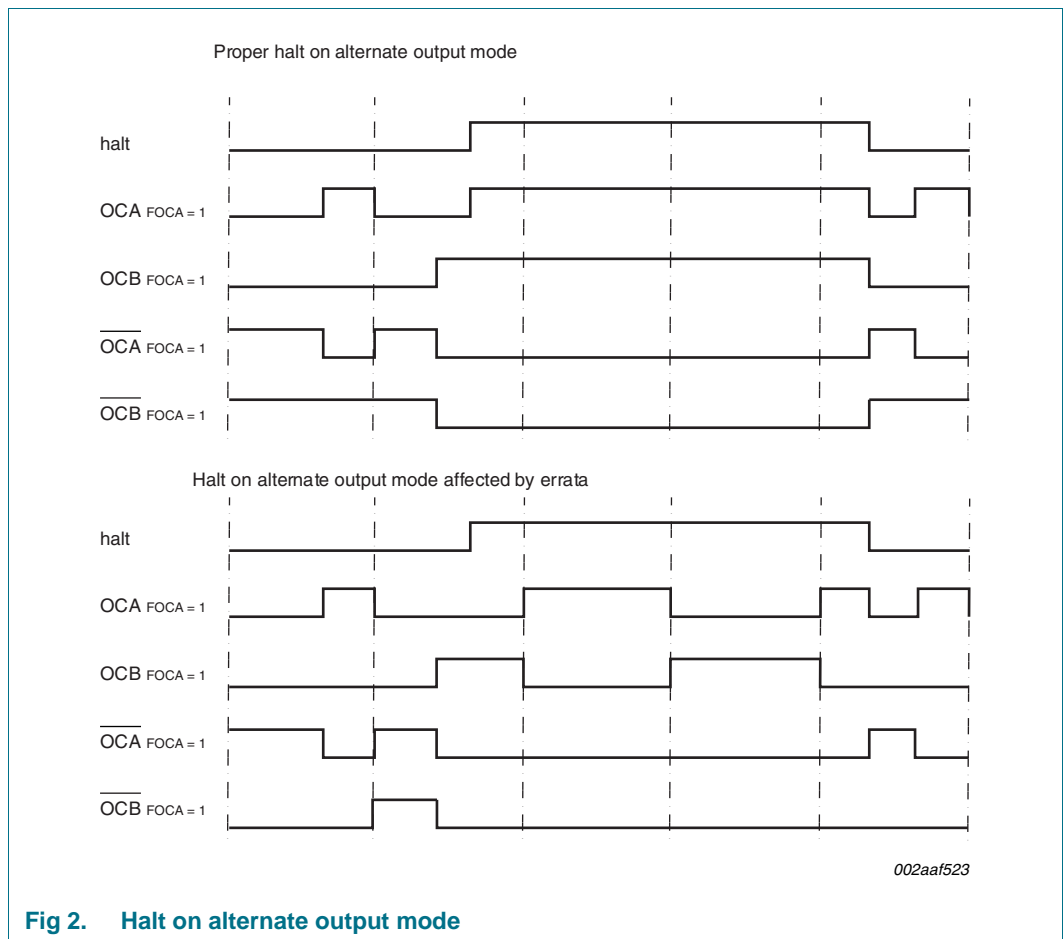 Proper halt on alternate output mode
halt
OCA FOCA = 1
OCB FOCA = 1
OCA FOCA = 1
OCB FOCA = 1
Halt on alternate output mode affected by errata
halt
OCA FOCA = 1
OCB FOCA = 1
OCA FOCA = 1
OCB FOCA = 1
002aaf523
Fig 2. Halt on alternate output mode